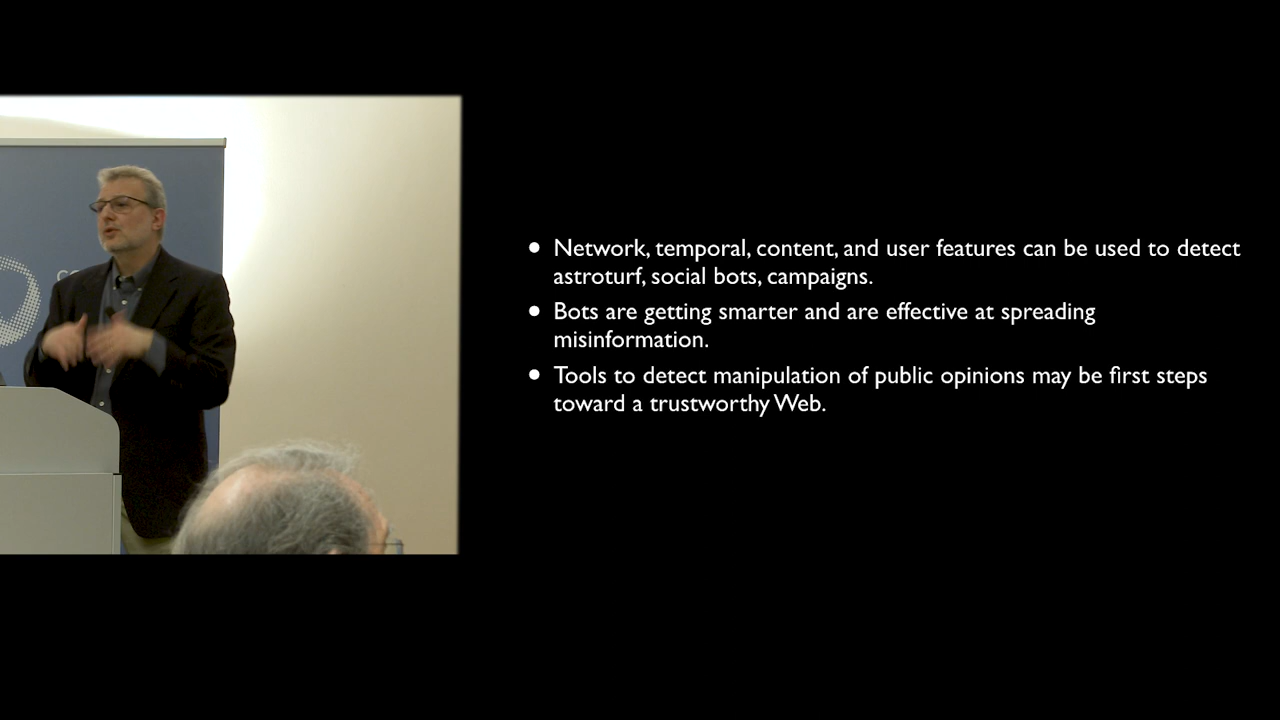 Network, temporal, content, and user features can be used to detect
astroturf, social bots, campaigns.
Bots are getting smarter and are effective at spreading
misinformation.
Tools to detect manipulation of public opinions may be first steps
toward a trustworthy Web.